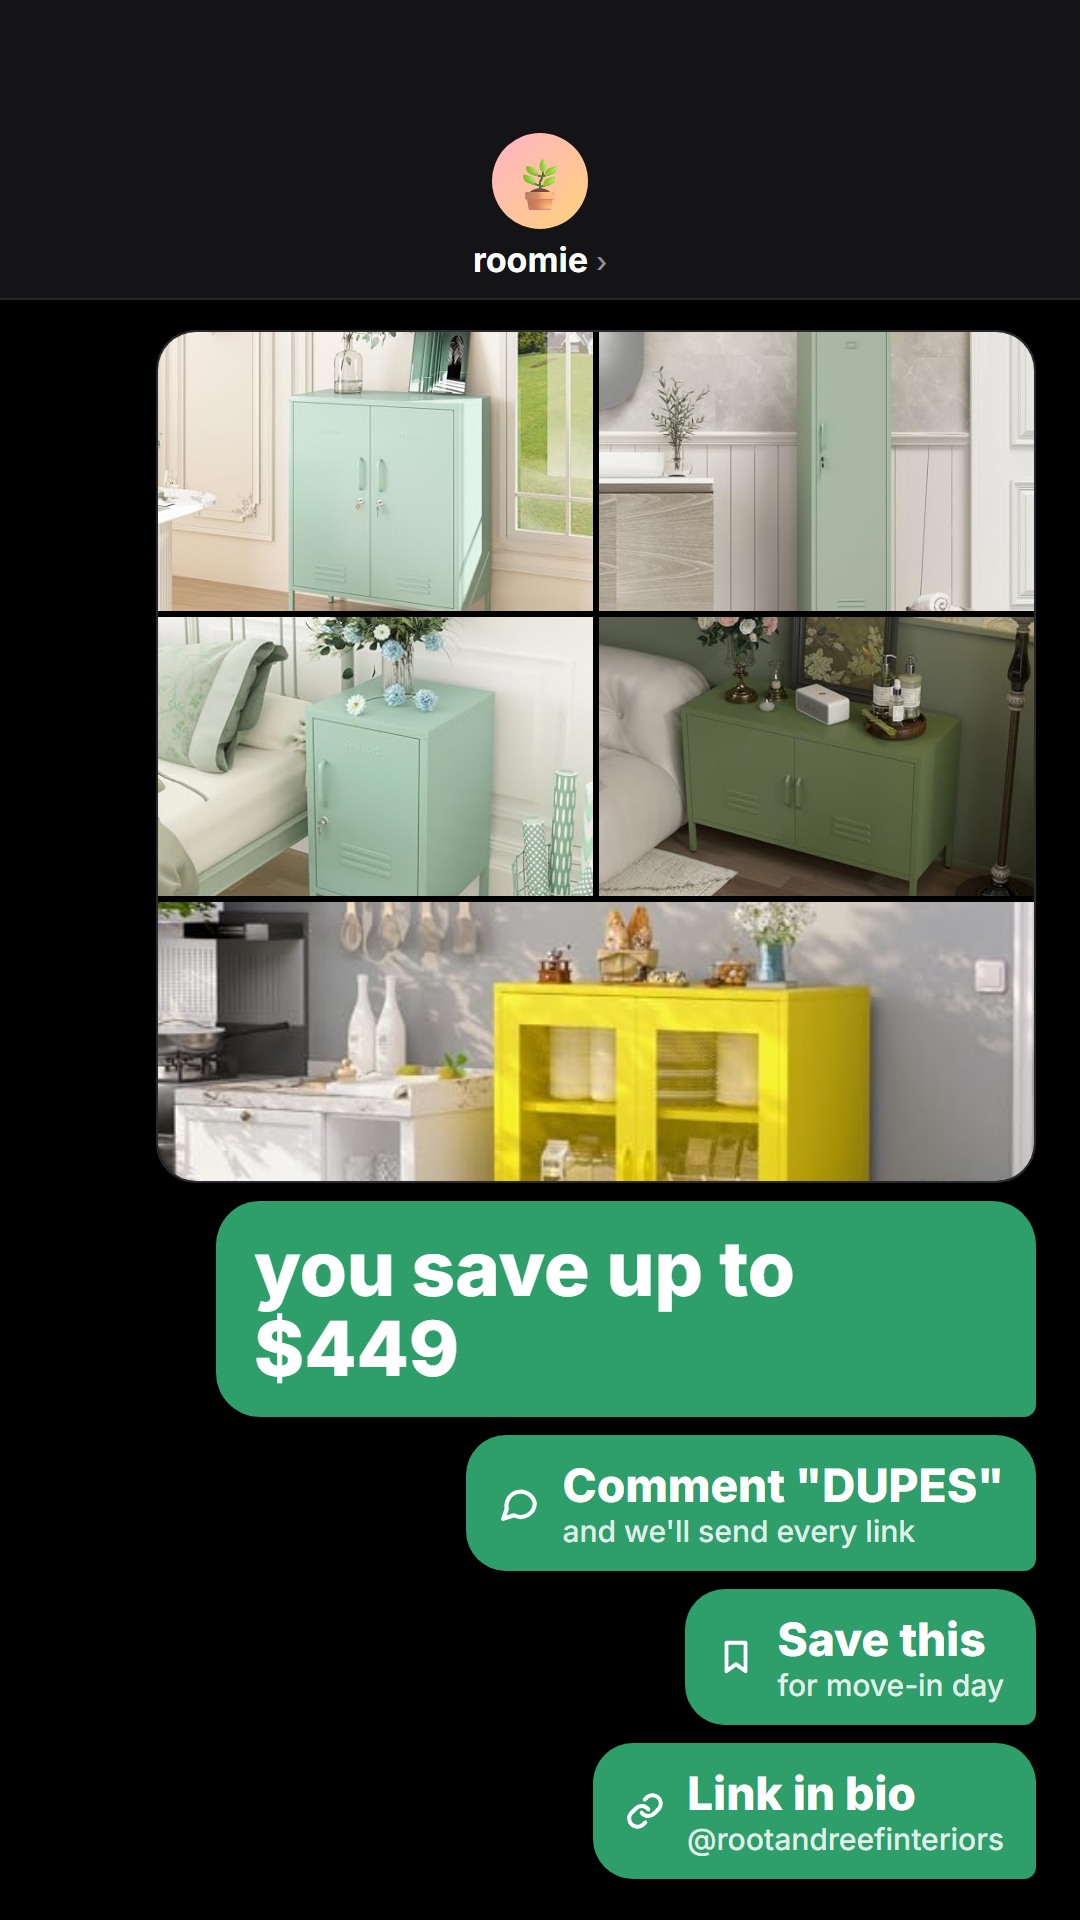 roomie ›
you save up to
$449
Comment "DUPES"
and we'll send every link
Save this
for move-in day
Link in bio
@rootandreefinteriors